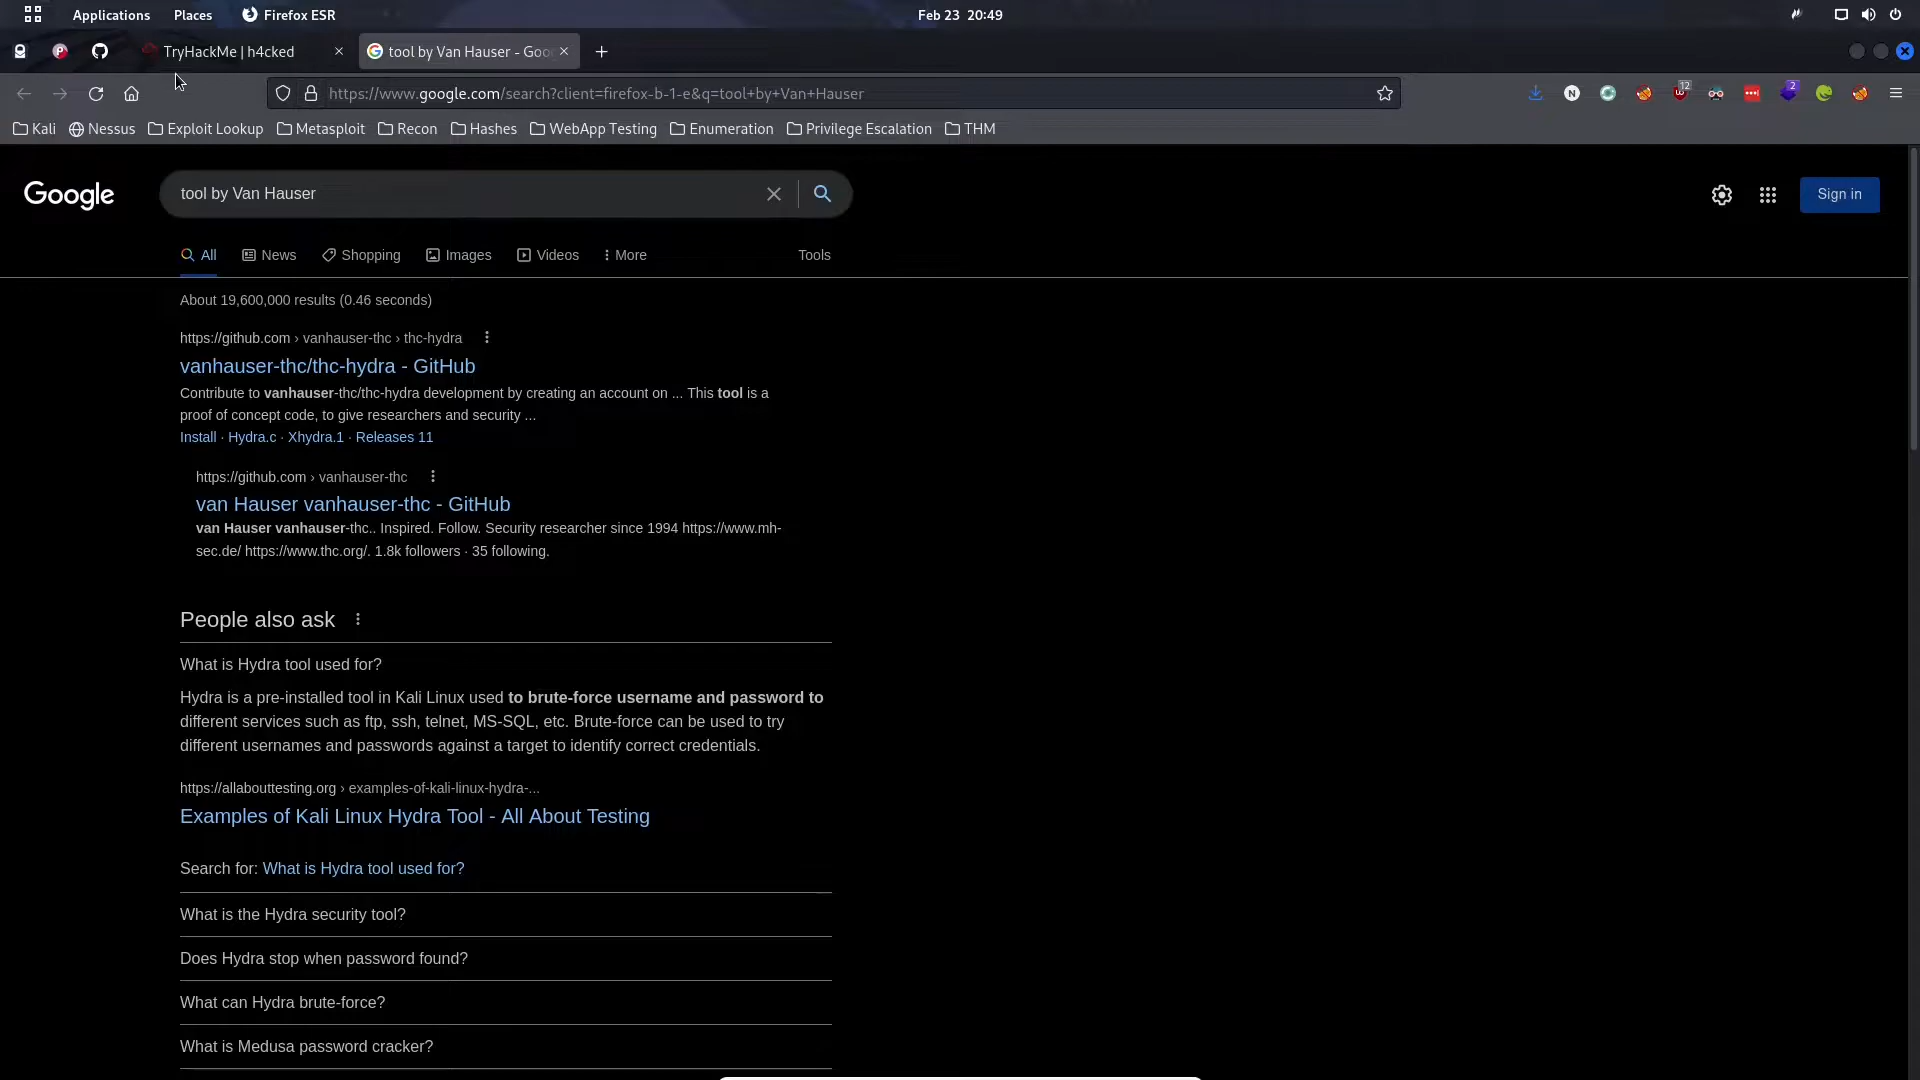 Applications Places Firefox ESR Feb 23 20:49
TryHackMe | h4cked tool by Van Hauser - Goo
https://www.google.com/search?client=firefox-b-1-e&q=tool+by+Van+Hauser 12 2
Kali Nessus Exploit Lookup Metasploit Recon Hashes WebApp Testing Enumeration Privilege Escalation THM
Google tool by Van Hauser Sign in
All News Shopping Images Videos More Tools
About 19,600,000 results (0.46 seconds)
https://github.com › vanhauser-thc › thc-hydra
vanhauser-thc/thc-hydra - GitHub
Contribute to vanhauser-thc/thc-hydra development by creating an account on ... This tool is a
proof of concept code, to give researchers and security ...
Install · Hydra.c · Xhydra.1 · Releases 11
https://github.com › vanhauser-thc
van Hauser vanhauser-thc - GitHub
van Hauser vanhauser-thc.. Inspired. Follow. Security researcher since 1994 https://www.mh-
sec.de/ https://www.thc.org/. 1.8k followers · 35 following.
People also ask
What is Hydra tool used for?
Hydra is a pre-installed tool in Kali Linux used to brute-force username and password to
different services such as ftp, ssh, telnet, MS-SQL, etc. Brute-force can be used to try
different usernames and passwords against a target to identify correct credentials.
https://allabouttesting.org › examples-of-kali-linux-hydra-...
Examples of Kali Linux Hydra Tool - All About Testing
Search for: What is Hydra tool used for?
What is the Hydra security tool?
Does Hydra stop when password found?
What can Hydra brute-force?
What is Medusa password cracker?